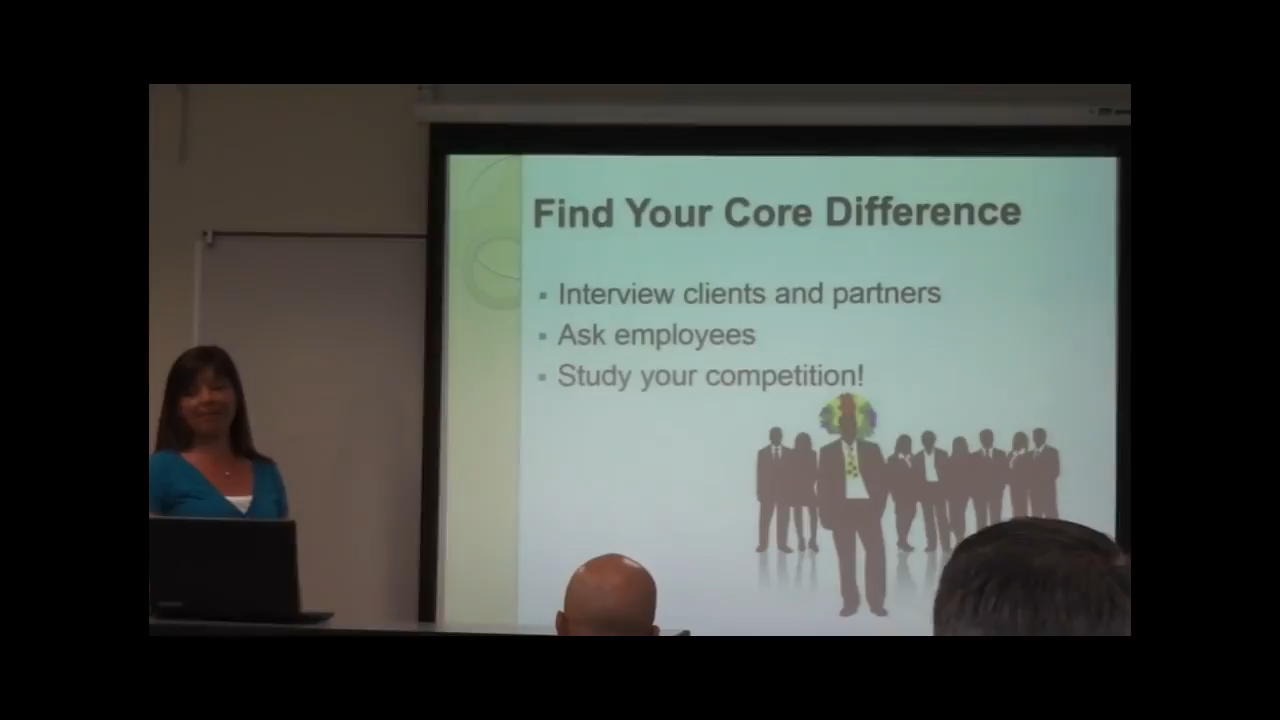 Find Your Core Difference
▪ Interview clients and partners
▪ Ask employees
▪ Study your competition!